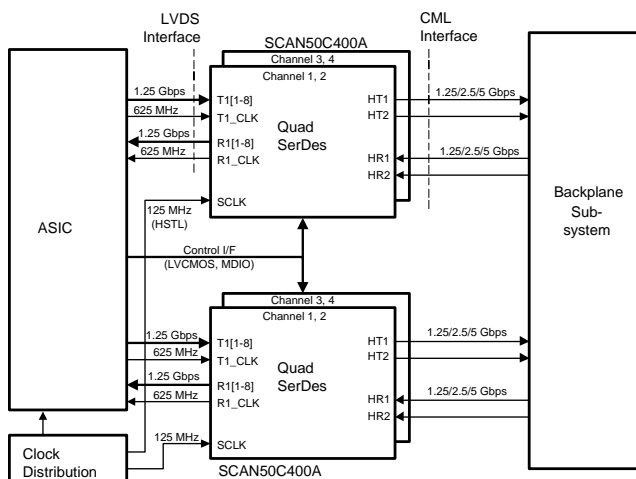 LVDS
Interface
SCAN50C400A
CML
Interface
Channel 3, 4
Channel 1, 2
1.25 Gbps
T1[1-8]
HT1
1.25/2.5/5 Gbps
625 MHz
T1_CLK
HT2
Quad
SerDes
1.25 Gbps
R1[1-8]
625 MHz
R1_CLK
HR1
1.25/2.5/5 Gbps
HR2
125 MHz
(HSTL)
SCLK
ASIC
Backplane
Sub-
system
Control I/F
(LVCMOS, MDIO)
Channel 3, 4
Channel 1, 2
1.25 Gbps
T1[1-8]
HT1
1.25/2.5/5 Gbps
625 MHz
T1_CLK
HT2
Quad
SerDes
1.25 Gbps
R1[1-8]
625 MHz
R1_CLK
HR1
1.25/2.5/5 Gbps
HR2
125 MHz
SCLK
Clock
Distribution
SCAN50C400A